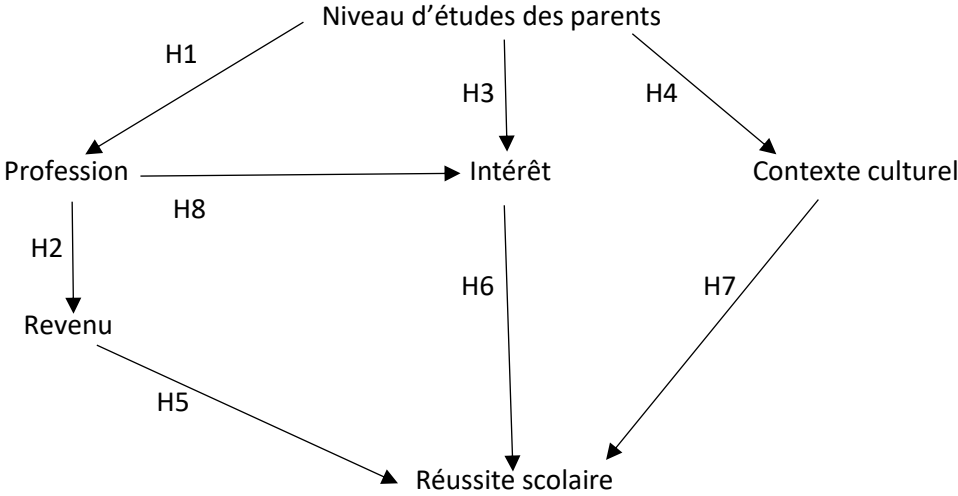 Niveau d’études des parents
H1
H3
H4
Profession
Intérêt
Contexte culturel
H8
H2
H6
H7
Revenu
H5
Réussite scolaire